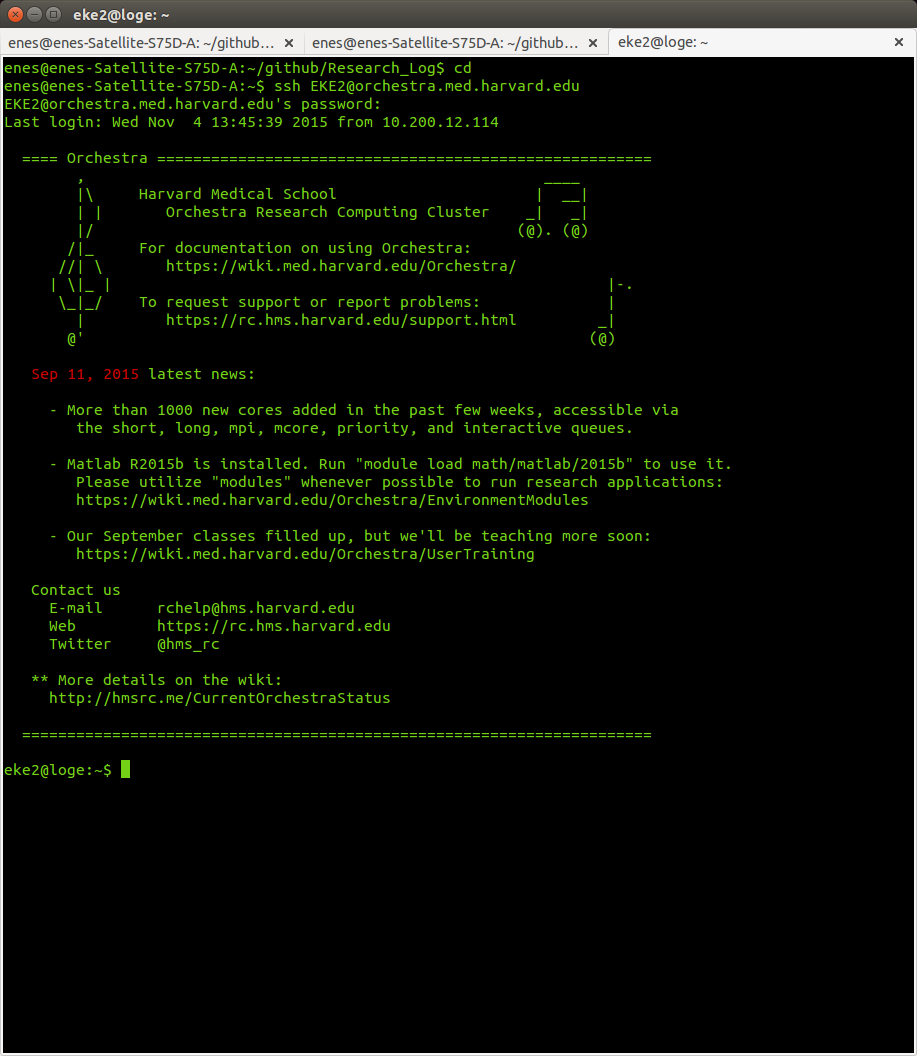 eke2@loge: ~
enes@enes-Satellite-S75D-A: ~/github... × enes@enes-Satellite-S75D-A: ~/github... × eke2@loge: ~ ×
enes@enes-Satellite-S75D-A:~/github/Research_Log$ cd
enes@enes-Satellite-S75D-A:~$ ssh EKE2@orchestra.med.harvard.edu
EKE2@orchestra.med.harvard.edu's password:
Last login: Wed Nov  4 13:45:39 2015 from 10.200.12.114
==== Orchestra =======================================================
        ,                                                   ____
        |\     Harvard Medical School                      |  __|
        | |       Orchestra Research Computing Cluster    _|   _|
        |/                                               (@). (@)
       /|_     For documentation on using Orchestra:
      //| \       https://wiki.med.harvard.edu/Orchestra/
     | \|_ |                                                       |-.
      \_|_/    To request support or report problems:              |
        |         https://rc.hms.harvard.edu/support.html         _|
       @'                                                        (@)
Sep 11, 2015 latest news:
- More than 1000 new cores added in the past few weeks, accessible via
the short, long, mpi, mcore, priority, and interactive queues.
- Matlab R2015b is installed. Run "module load math/matlab/2015b" to use it.
Please utilize "modules" whenever possible to run research applications:
https://wiki.med.harvard.edu/Orchestra/EnvironmentModules
- Our September classes filled up, but we'll be teaching more soon:
https://wiki.med.harvard.edu/Orchestra/UserTraining
Contact us
E-mail      rchelp@hms.harvard.edu
Web         https://rc.hms.harvard.edu
Twitter     @hms_rc
** More details on the wiki:
http://hmsrc.me/CurrentOrchestraStatus
======================================================================
eke2@loge:~$